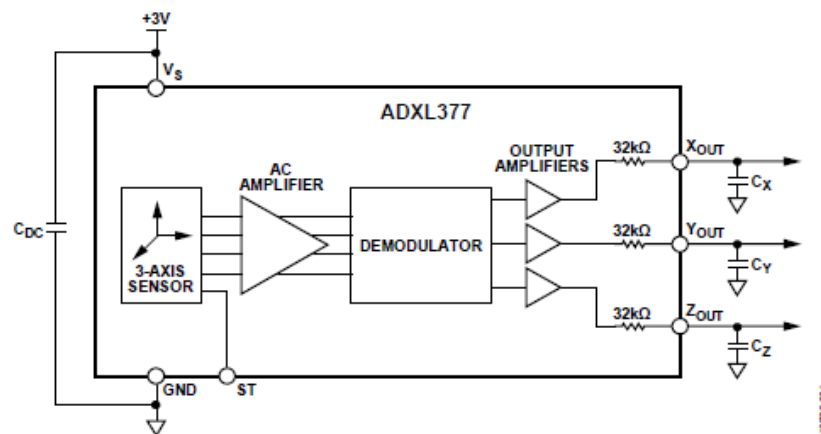 +3V
VS
ADXL377
OUTPUT
AMPLIFIERS
32kΩ
XOUT
AC
AMPLIFIER
CX
CDC
3-AXIS
SENSOR
DEMODULATOR
32kΩ
YOUT
CY
32kΩ
ZOUT
CZ
GND
ST